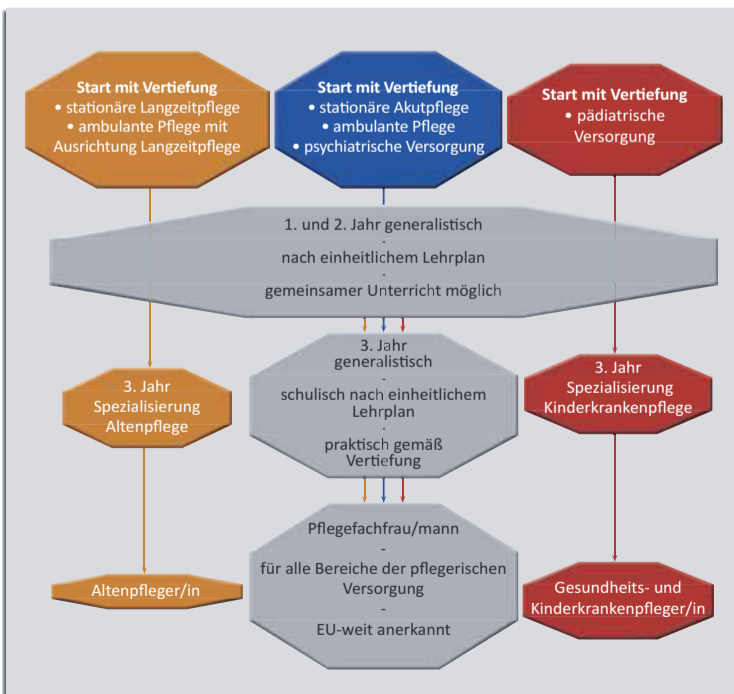 Start mit Vertiefung
• stationäre Langzeitpflege
• ambulante Pflege mit
Ausrichtung Langzeitpflege
Start mit Vertiefung
• stationäre Akutpflege
• ambulante Pflege
• psychiatrische Versorgung
Start mit Vertiefung
• pädiatrische
Versorgung
1. und 2. Jahr generalistisch
-
nach einheitlichem Lehrplan
-
gemeinsamer Unterricht möglich
3. Jahr
Spezialisierung
Altenpflege
3. Jahr
generalistisch
-
schulisch nach einheitlichem
Lehrplan
-
praktisch gemäß
Vertiefung
3. Jahr
Spezialisierung
Kinderkrankenpflege
Altenpfleger/in
Pflegefachfrau/mann
-
für alle Bereiche der pflegerischen
Versorgung
-
EU-weit anerkannt
Gesundheits- und
Kinderkrankenpfleger/in